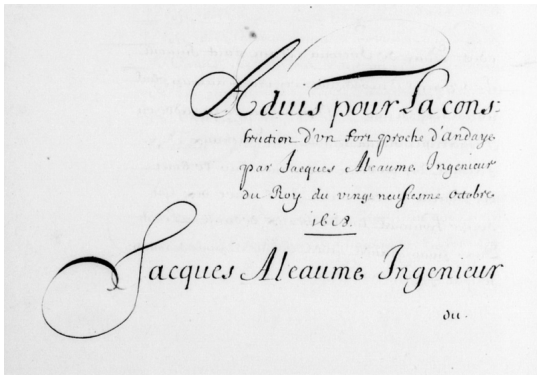 Aduis pour La cons-
truction d'vn fort proche d'andaye
par Jacques Aleaume Ingenieur
du Roy du vingt neufiesme octobre
1618.
Jacques Aleaume Ingenieur
du